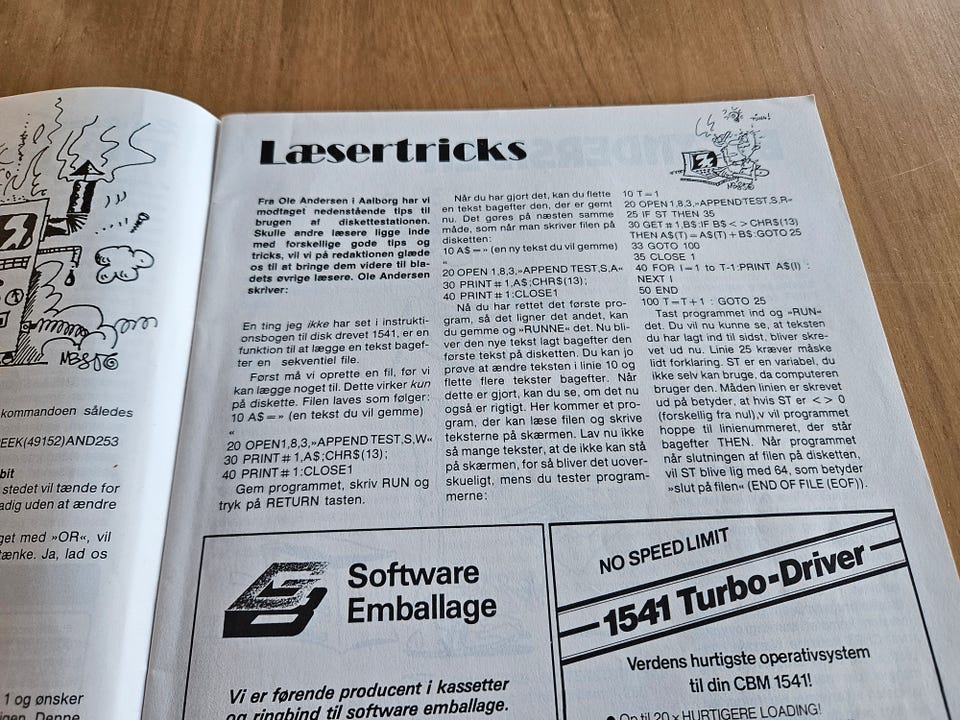 kommandoen således
PEEK(49152)AND253
bit
stedet vil tænde for
adig uden at ændre
get med »OR«, vil
tænke. Ja, lad os
1 og ønsker
Denne
MBSJG
Læsertricks
Fra Ole Andersen i Aalborg har vi
modtaget nedenstående tips til
brugen af diskettestationen.
Skulle andre læsere ligge inde
med forskellige gode tips og
tricks, vil vi på redaktionen glæde
os til at bringe dem videre til bla-
dets øvrige læsere. Ole Andersen
skriver:
En ting jeg ikke har set i instrukti-
onsbogen til disk drevet 1541, er en
funktion til at lægge en tekst bagef-
ter en sekventiel file.
Først må vi oprette en fil, før vi
kan lægge noget til. Dette virker kun
på diskette. Filen laves som følger:
10 A$ =» (en tekst du vil gemme)
«
20 OPEN1,8,3,»APPEND TEST,S,W«
30 PRINT# 1,A$;CHR$(13);
40 PRINT# 1:CLOSE1
Gem programmet, skriv RUN og
tryk på RETURN tasten.
Når du har gjort det, kan du flette
en tekst bagefter den, der er gemt
nu. Det gøres på næsten samme
måde, som når man skriver filen på
disketten:
10 A$ = » (en ny tekst du vil gemme)
«
20 OPEN 1,8,3,»APPEND TEST,S,A«
30 PRINT# 1,A$;CHR$(13);
40 PRINT# 1:CLOSE1
Nå du har rettet det første pro-
gram, så det ligner det andet, kan
du gemme og »RUNNE« det. Nu bli-
ver den nye tekst lagt bagefter den
første tekst på disketten. Du kan jo
prøve at ændre teksten i linie 10 og
flette flere tekster bagefter. Når
dette er gjort, kan du se, om det nu
også er rigtigt. Her kommer et pro-
gram, der kan læse filen og skrive
teksterne på skærmen. Lav nu ikke
så mange tekster, at de ikke kan stå
på skærmen, for så bliver det uover-
skueligt, mens du tester program-
merne:
10 T=1
20 OPEN 1,8,3,»APPENDTEST,S,R«
25 IF ST THEN 35
30 GET# 1,B$:IF B$ < > CHR$(13)
THEN A$(T)=A$(T)+B$:GOTO 25
33 GOTO 100
35 CLOSE 1
40 FOR I=1 to T-1:PRINT A$(I) :
NEXT I
50 END
100 T=T+1 : GOTO 25
Tast programmet ind og »RUN«
det. Du vil nu kunne se, at teksten
du har lagt ind til sidst, bliver skre-
vet ud nu. Linie 25 kræver måske
lidt forklaring. ST er en variabel, du
ikke selv kan bruge, da computeren
bruger den. Måden linien er skrevet
ud på betyder, at hvis ST er < > 0
(forskellig fra nul),v vil programmet
hoppe til linienummeret, der står
bagefter THEN. Når programmet
når slutningen af filen på disketten,
vil ST blive lig med 64, som betyder
»slut på filen« (END OF FILE (EOF)).
Software
Emballage
Vi er førende producent i kassetter
og ringbind til software emballage.
NO SPEED LIMIT
1541 Turbo-Driver
Verdens hurtigste operativsystem
til din CBM 1541!
● Op til 20 x HURTIGERE LOADING!